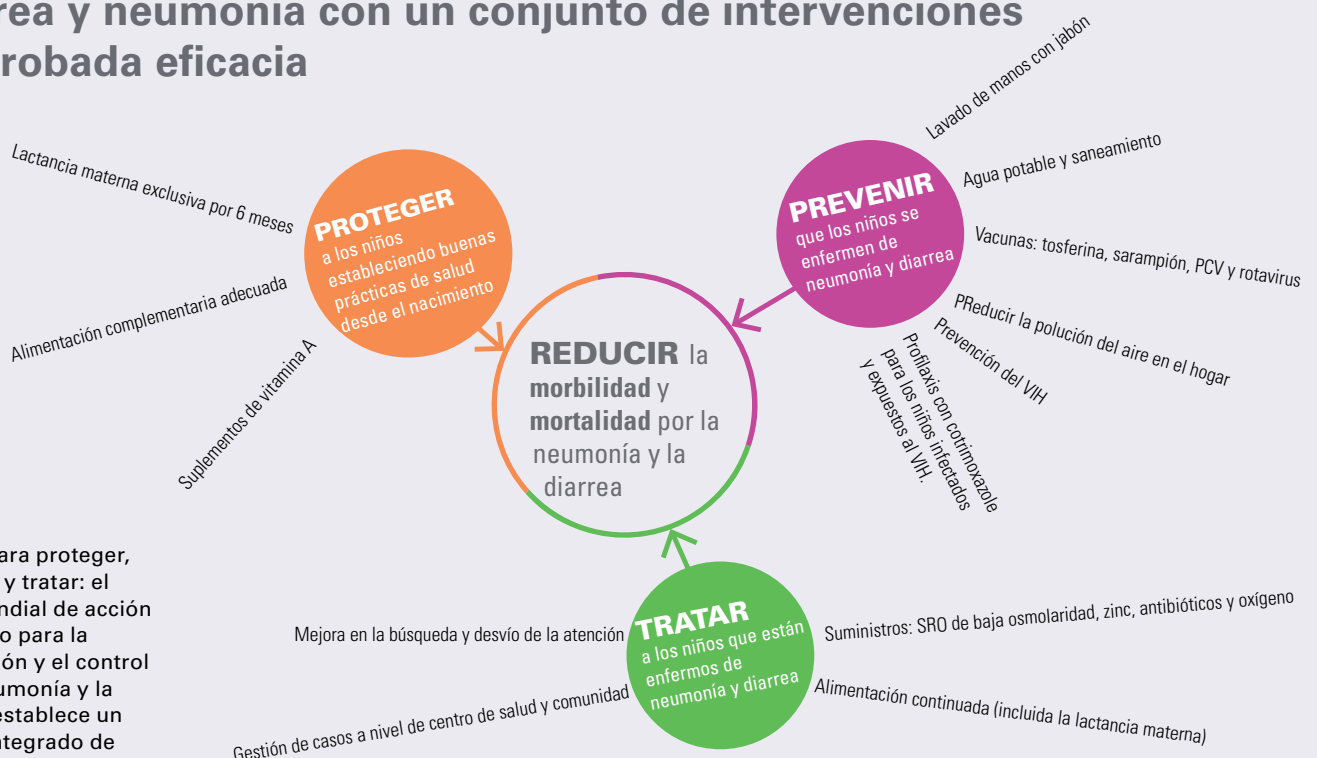 rea y neumonía con un conjunto de intervenciones
robada eficacia
Lactancia materna exclusiva por 6 meses
Alimentación complementaria adecuada
Suplementos de vitamina A
PROTEGER
a los niños
estableciendo buenas
prácticas de salud
desde el nacimiento
PREVENIR
que los niños se
enfermen de
neumonía y diarrea
Lavado de manos con jabón
Agua potable y saneamiento
Vacunas: tosferina, sarampión, PCV y rotavirus
PReducir la polución del aire en el hogar
Prevención del VIH
Profilaxis con cotrimoxazole
para los niños infectados
y expuestos al VIH.
REDUCIR la
morbilidad y
mortalidad por la
neumonía y la
diarrea
ara proteger,
y tratar: el
ndial de acción
o para la
ón y el control
umonía y la
establece un
ntegrado de
Mejora en la búsqueda y desvío de la atención
Gestión de casos a nivel de centro de salud y comunidad
TRATAR
a los niños que están
enfermos de
neumonía y diarrea
Suministros: SRO de baja osmolaridad, zinc, antibióticos y oxígeno
Alimentación continuada (incluida la lactancia materna)